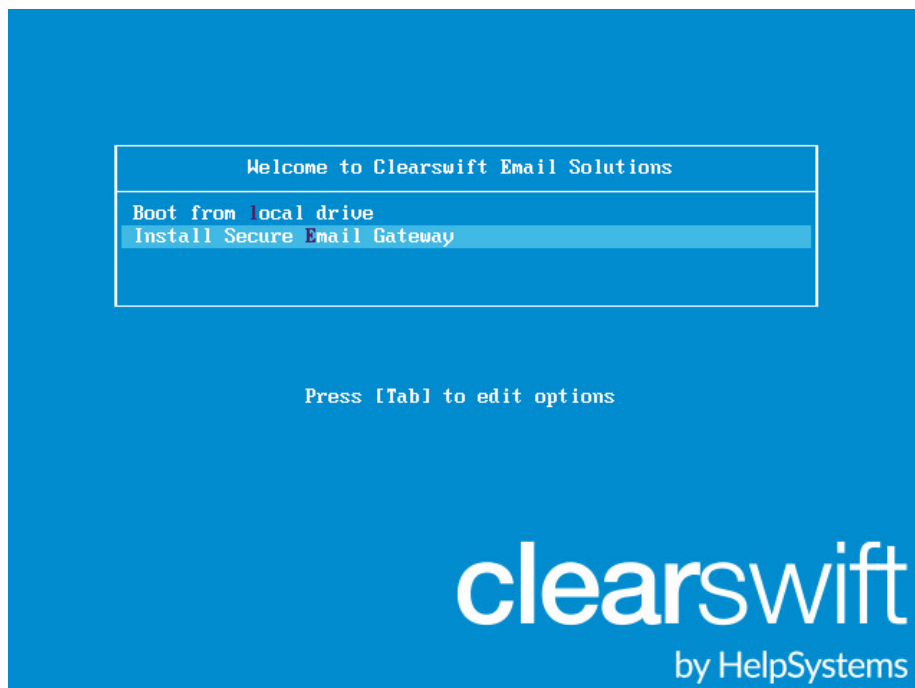 Welcome to Clearswift Email Solutions
Boot from local drive
Install Secure Email Gateway
Press [Tab] to edit options
clearswift
by HelpSystems